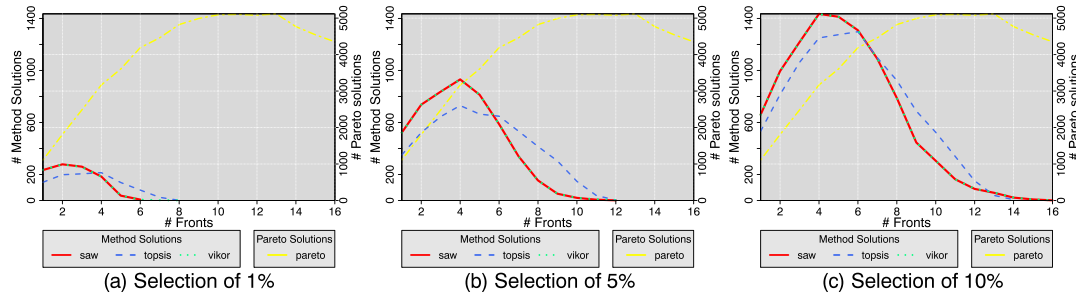 # Method Solutions
0 200 600 1000 1400
0 1000 2000 3000 4000 5000
# Pareto solutions
2 4 6 8 10 12 14 16
# Fronts
Method Solutions
saw topsis vikor
Pareto Solutions
pareto
(a) Selection of 1%
# Method Solutions
0 200 600 1000 1400
0 1000 2000 3000 4000 5000
# Pareto solutions
2 4 6 8 10 12 14 16
# Fronts
Method Solutions
saw topsis vikor
Pareto Solutions
pareto
(b) Selection of 5%
# Method Solutions
0 200 600 1000 1400
0 1000 2000 3000 4000 5000
# Pareto solutions
2 4 6 8 10 12 14 16
# Fronts
Method Solutions
saw topsis vikor
Pareto Solutions
pareto
(c) Selection of 10%